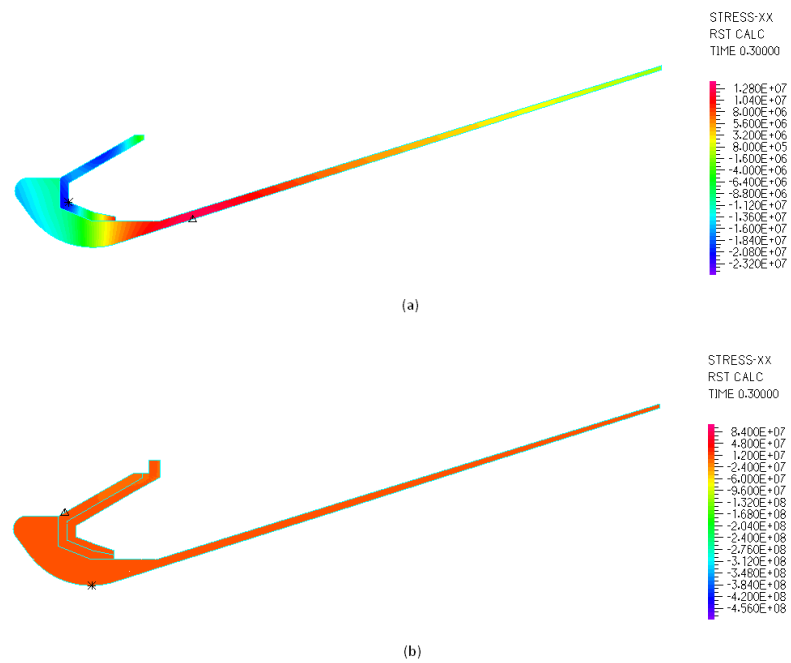 STRESS-XX
RST CALC
TIME 0.30000
1.280E+07
1.040E+07
8.000E+06
5.600E+06
3.200E+06
8.000E+05
-1.600E+06
-4.000E+06
-6.400E+06
-8.800E+06
-1.120E+07
-1.360E+07
-1.600E+07
-1.840E+07
-2.080E+07
-2.320E+07
(a)
STRESS-XX
RST CALC
TIME 0.30000
8.400E+07
4.800E+07
1.200E+07
-2.400E+07
-6.000E+07
-9.600E+07
-1.320E+08
-1.680E+08
-2.040E+08
-2.400E+08
-2.760E+08
-3.120E+08
-3.480E+08
-3.840E+08
-4.200E+08
-4.560E+08
(b)